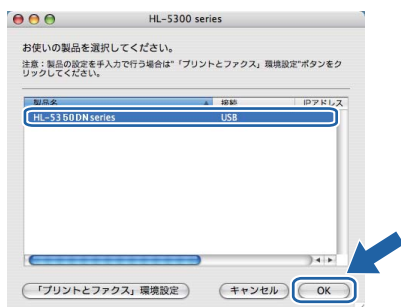 HL-5300 series
お使いの製品を選択してください。
注意：製品の設定を手入力で行う場合は"「プリントとファクス」環境設定"ボタンをク
リックしてください。
製品名 接続 IPアドレス
HL-5350DN series USB
「プリントとファクス」環境設定 キャンセル OK